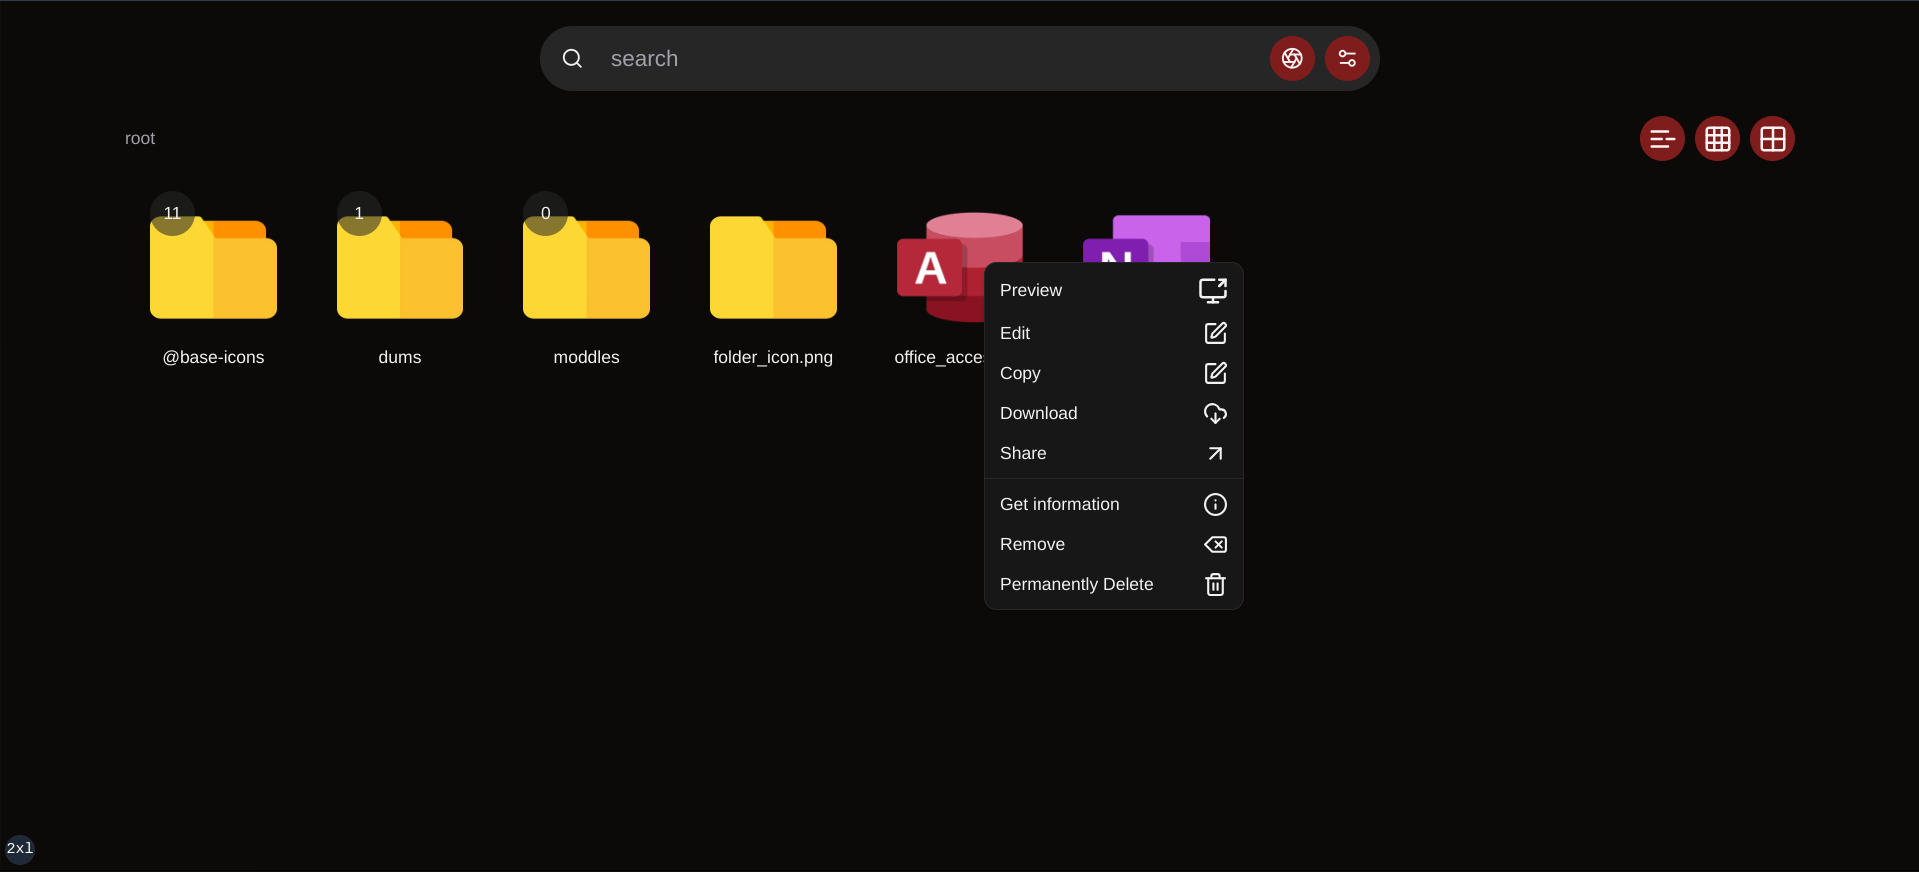 search
root
11
1
0
A
@base-icons
dums
moddles
folder_icon.png
Preview
Edit
Copy
Download
Share
Get information
Remove
Permanently Delete
2xl